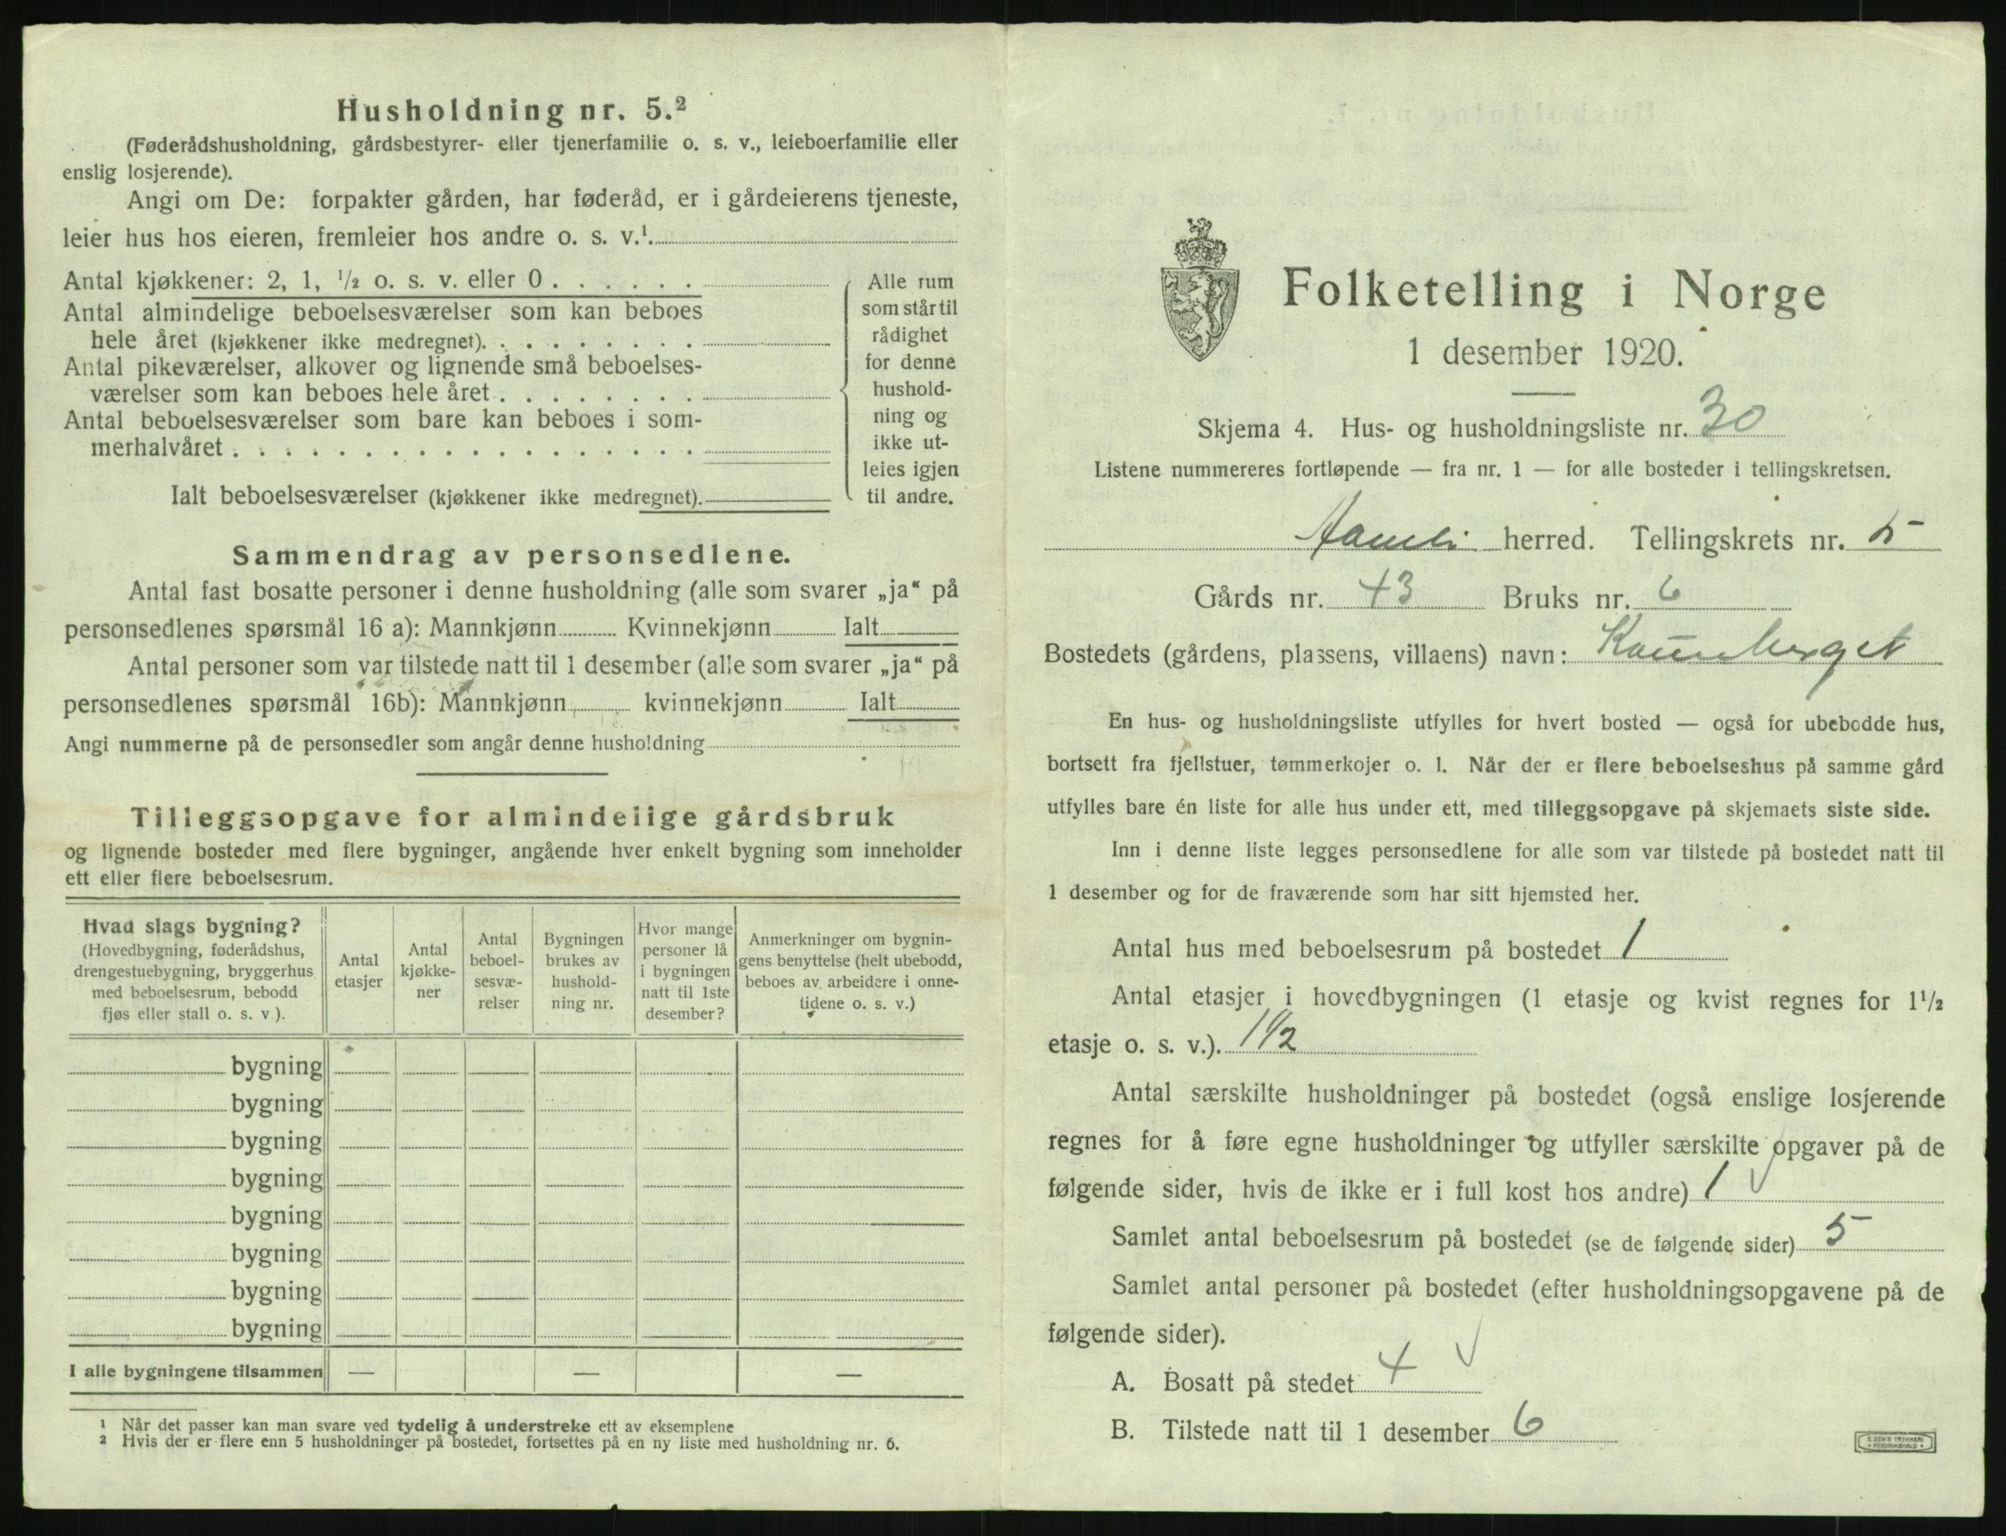 Husholdning nr. 5.²
(Føderådshusholdning, gårdsbestyrer- eller tjenerfamilie o. s. v., leieboerfamilie eller
enslig losjerende).
Angi om De: forpakter gården, har føderåd, er i gårdeierens tjeneste,
leier hus hos eieren, fremleier hos andre o. s. v.¹
Antal kjøkkener: 2, 1, ½ o. s. v. eller 0
Antal almindelige beboelsesværelser som kan beboes
hele året (kjøkkener ikke medregnet).
Antal pikeværelser, alkover og lignende små beboelses-
værelser som kan beboes hele året
Antal beboelsesværelser som bare kan beboes i som-
merhalvåret
Ialt beboelsesværelser (kjøkkener ikke medregnet).
Alle rum
som står til
rådighet
for denne
hushold-
ning og
ikke ut-
leies igjen
til andre.
Sammendrag av personsedlene.
Antal fast bosatte personer i denne husholdning (alle som svarer „ja“ på
personsedlenes spørsmål 16 a): Mannkjønn Kvinnekjønn Ialt
Antal personer som var tilstede natt til 1 desember (alle som svarer „ja“ på
personsedlenes spørsmål 16b): Mannkjønn kvinnekjønn Ialt
Angi nummerne på de personsedler som angår denne husholdning
Tilleggsopgave for almindelige gårdsbruk
og lignende bosteder med flere bygninger, angående hver enkelt bygning som inneholder
ett eller flere beboelsesrum.
Hvad slags bygning?
(Hovedbygning, føderådshus,
drengestuebygning, bryggerhus
med beboelsesrum, bebodd
fjøs eller stall o. s. v.).
Antal
etasjer
Antal
kjøkke-
ner
Antal
beboel-
sesvæ-
relser
Bygningen
brukes av
hushold-
ning nr.
Hvor mange
personer lå
i bygningen
natt til 1ste
desember?
Anmerkninger om bygnin-
gens benyttelse (helt ubebodd,
beboes av arbeidere i onne-
tidene o. s. v.)
bygning
bygning
bygning
bygning
bygning
bygning
bygning
bygning
I alle bygningene tilsammen — — —
¹ Når det passer kan man svare ved tydelig å understreke ett av eksemplene
² Hvis der er flere enn 5 husholdninger på bostedet, fortsettes på en ny liste med husholdning nr. 6.
Folketelling i Norge
1 desember 1920.
Skjema 4. Hus- og husholdningsliste nr. 30
Listene nummereres fortløpende — fra nr. 1 — for alle bosteder i tellingskretsen.
Aamli herred. Tellingskrets nr. 5
Gårds nr. 43 Bruks nr. 6
Bostedets (gårdens, plassens, villaens) navn:
En hus- og husholdningsliste utfylles for hvert bosted — også for ubebodde hus,
bortsett fra fjellstuer, tømmerkojer o. l. Når der er flere beboelseshus på samme gård
utfylles bare én liste for alle hus under ett, med tilleggsopgave på skjemaets siste side.
Inn i denne liste legges personsedlene for alle som var tilstede på bostedet natt til
1 desember og for de fraværende som har sitt hjemsted her.
Antal hus med beboelsesrum på bostedet 1
Antal etasjer i hovedbygningen (1 etasje og kvist regnes for 1½
etasje o. s. v.). 1½
Antal særskilte husholdninger på bostedet (også enslige losjerende
regnes for å føre egne husholdninger og utfyller særskilte opgaver på de
følgende sider, hvis de ikke er i full kost hos andre) 1 √
Samlet antal beboelsesrum på bostedet (se de følgende sider) 5
Samlet antal personer på bostedet (efter husholdningsopgavene på de
følgende sider).
A. Bosatt på stedet 4 √
B. Tilstede natt til 1 desember 6